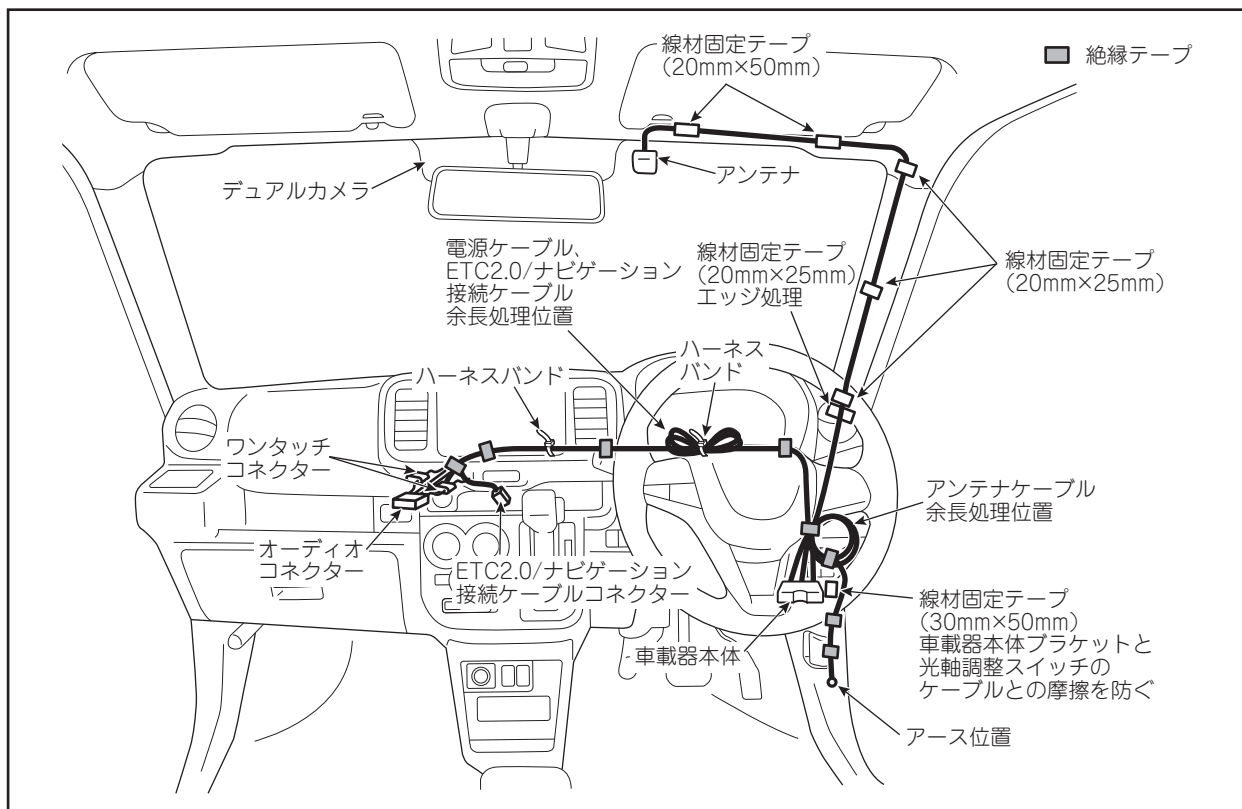 線材固定テープ
(20mm×50mm)
絶縁テープ
デュアルカメラ
アンテナ
電源ケーブル、
ETC2.0/ナビゲーション
接続ケーブル
余長処理位置
線材固定テープ
(20mm×25mm)
エッジ処理
線材固定テープ
(20mm×25mm)
ハーネスバンド
ハーネス
バンド
ワンタッチ
コネクター
アンテナケーブル
余長処理位置
オーディオ
コネクター
ETC2.0/ナビゲーション
接続ケーブルコネクター
車載器本体
線材固定テープ
(30mm×50mm)
車載器本体ブラケットと
光軸調整スイッチの
ケーブルとの摩擦を防ぐ
アース位置